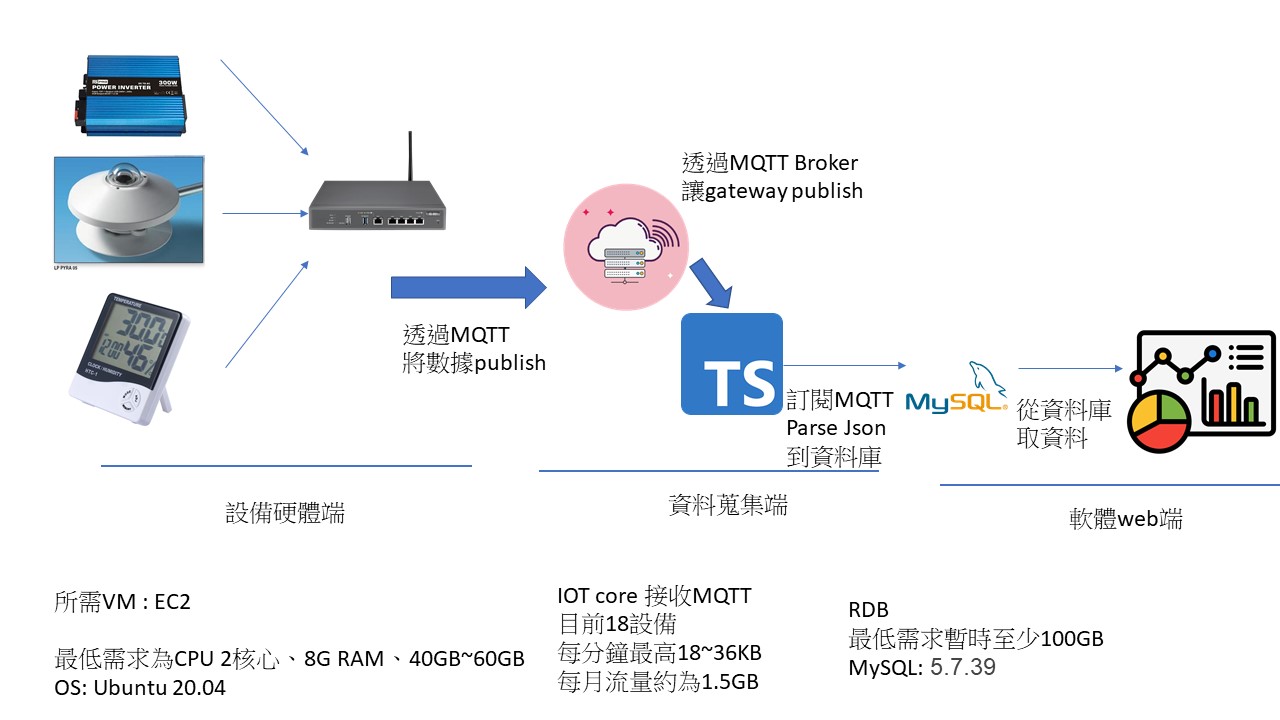 300W
POWER INVERTER
LP PYRA 03
TEMPERATURE
CLOCK / HUMIDITY
HTC-1
透過MQTT
將數據publish
透過MQTT Broker
讓gateway publish
TS
訂閱MQTT
Parse Json
到資料庫
MySQL
從資料庫
取資料
設備硬體端
資料蒐集端
軟體web端
所需VM : EC2
最低需求為CPU 2核心、8G RAM、40GB~60GB
OS: Ubuntu 20.04
IOT core 接收MQTT
目前18設備
每分鐘最高18~36KB
每月流量約為1.5GB
RDB
最低需求暫時至少100GB
MySQL: 5.7.39